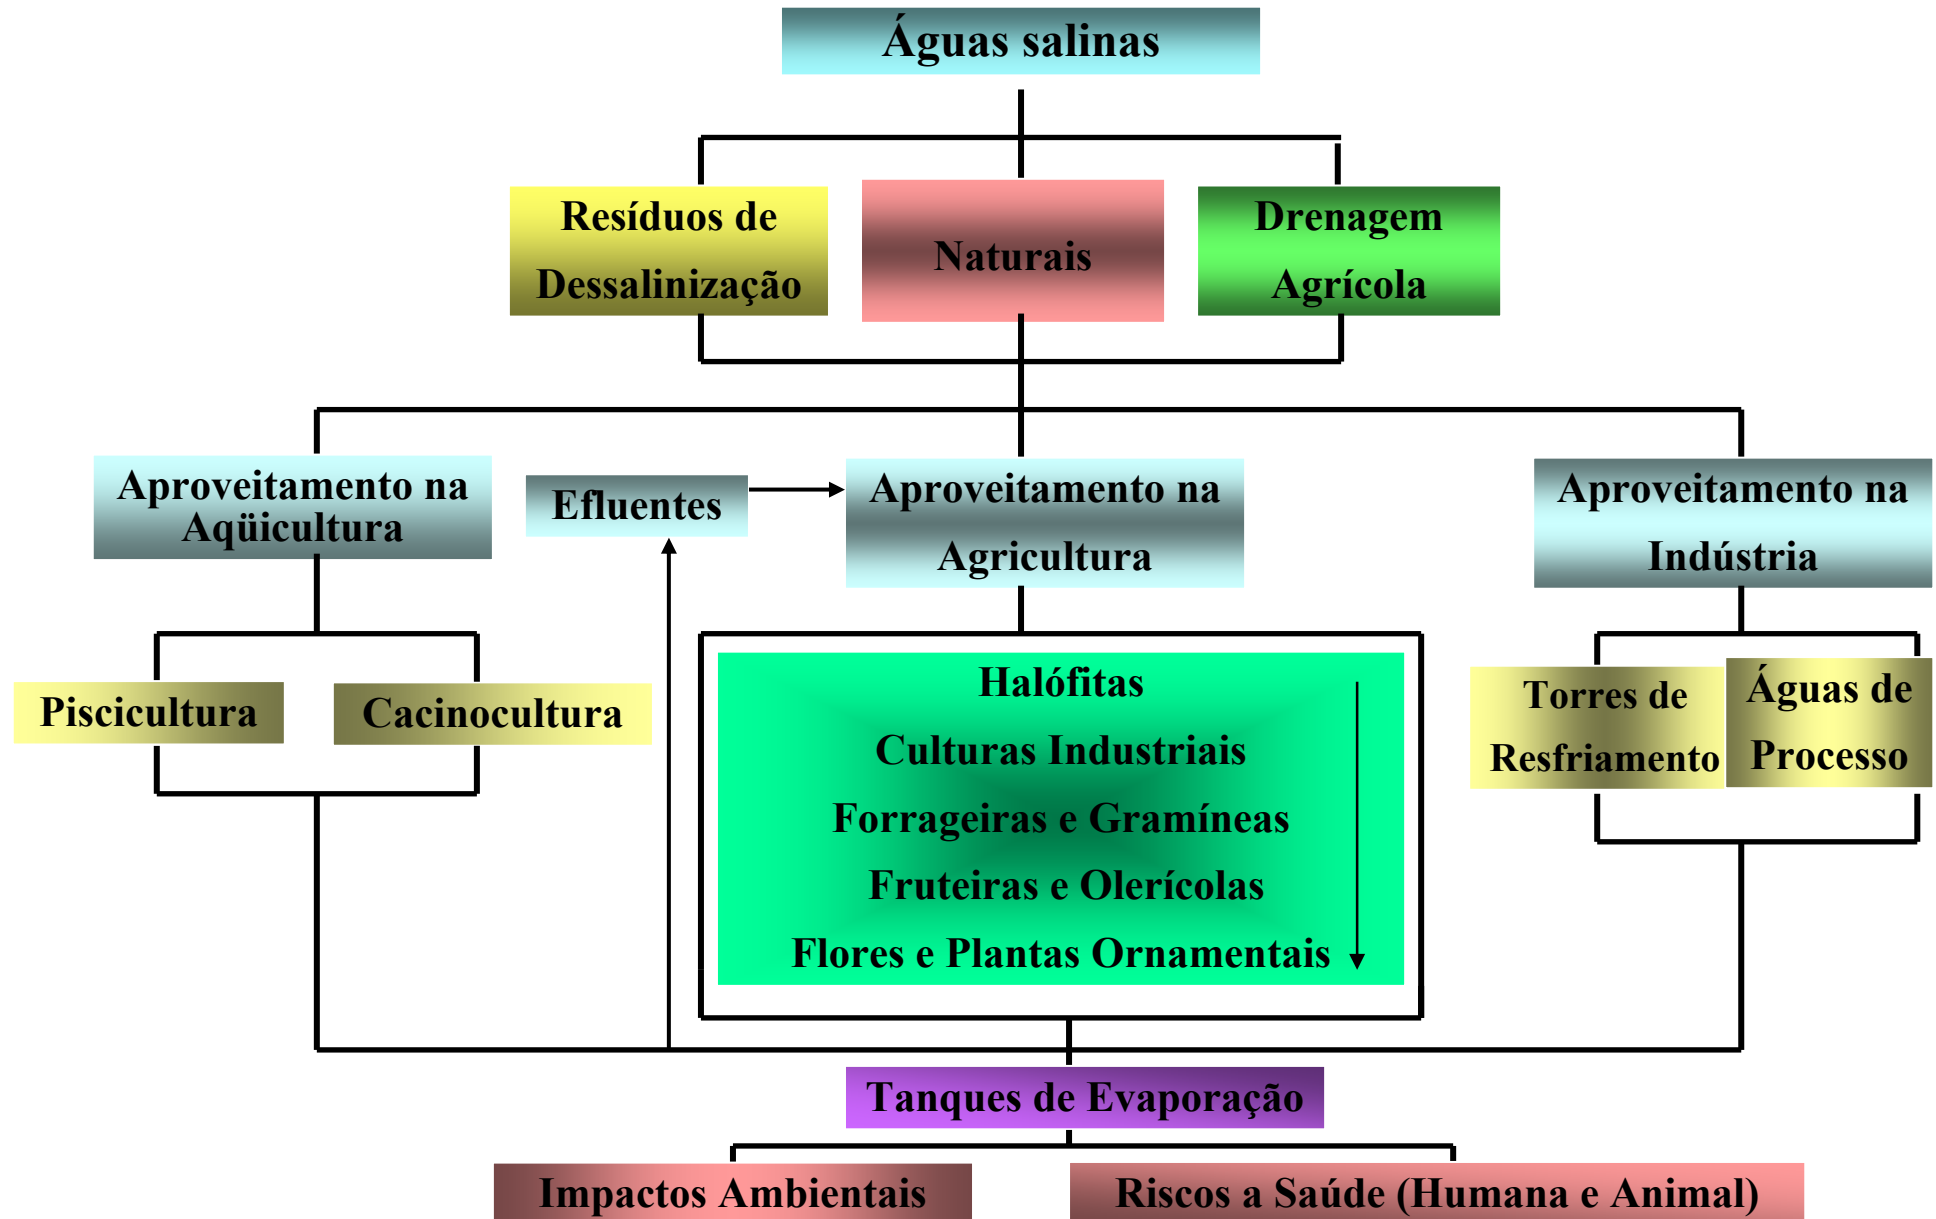 Águas salinas
Resíduos de
Dessalinização
Naturais
Drenagem
Agrícola
Aproveitamento na
Aqüicultura
Efluentes
Aproveitamento na
Agricultura
Aproveitamento na
Indústria
Piscicultura
Cacinocultura
Halófitas
Culturas Industriais
Forrageiras e Gramíneas
Fruteiras e Olerícolas
Flores e Plantas Ornamentais
Torres de
Resfriamento
Águas de
Processo
Tanques de Evaporação
Impactos Ambientais
Riscos a Saúde (Humana e Animal)